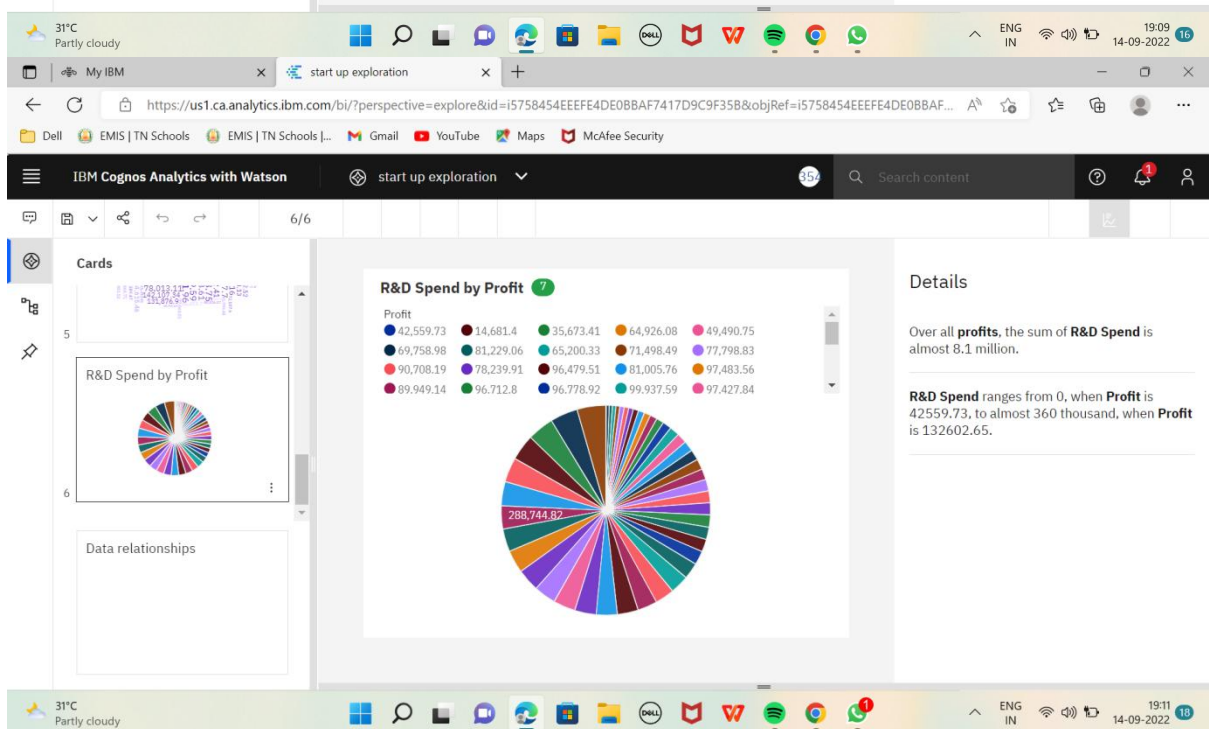 31°C
Partly cloudy
DELL
W
ENG
IN
19:09
14-09-2022
16
My IBM
start up exploration
https://us1.ca.analytics.ibm.com/bi/?perspective=explore&id=i5758454EEEFE4DE0BBAF7417D9C9F35B&objRef=i5758454EEEFE4DE0BBAF...
Dell EMIS | TN Schools EMIS | TN Schools |... Gmail YouTube Maps McAfee Security
IBM Cognos Analytics with Watson
start up exploration
354
Search content
1
6/6
Cards
5
R&D Spend by Profit
6
Data relationships
R&D Spend by Profit 7
Profit
42,559.73 14,681.4 35,673.41 64,926.08 49,490.75
69,758.98 81,229.06 65,200.33 71,498.49 77,798.83
90,708.19 78,239.91 96,479.51 81,005.76 97,483.56
89,949.14 96,712.8 96,778.92 99,937.59 97,427.84
288,744.82
Details
Over all profits, the sum of R&D Spend is
almost 8.1 million.
R&D Spend ranges from 0, when Profit is
42559.73, to almost 360 thousand, when Profit
is 132602.65.
31°C
Partly cloudy
DELL
W
1
ENG
IN
19:11
14-09-2022
18